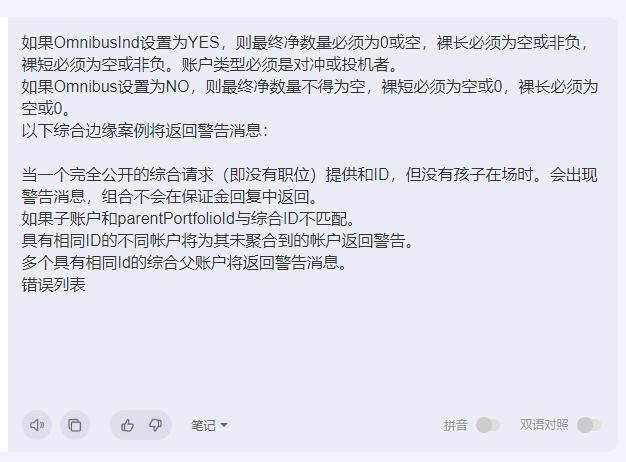 如果OmnibusInd设置为YES，则最终净数量必须为0或空，裸长必须为空或非负，
裸短必须为空或非负。账户类型必须是对冲或投机者。
如果Omnibus设置为NO，则最终净数量不得为空，裸短必须为空或0，裸长必须为
空或0。
以下综合边缘案例将返回警告消息：
当一个完全公开的综合请求（即没有职位）提供和ID，但没有孩子在场时。会出现
警告消息，组合不会在保证金回复中返回。
如果子账户和parentPortfolioId与综合ID不匹配。
具有相同ID的不同帐户将为其未聚合到的帐户返回警告。
多个具有相同Id的综合父账户将返回警告消息。
错误列表
笔记 拼音 双语对照